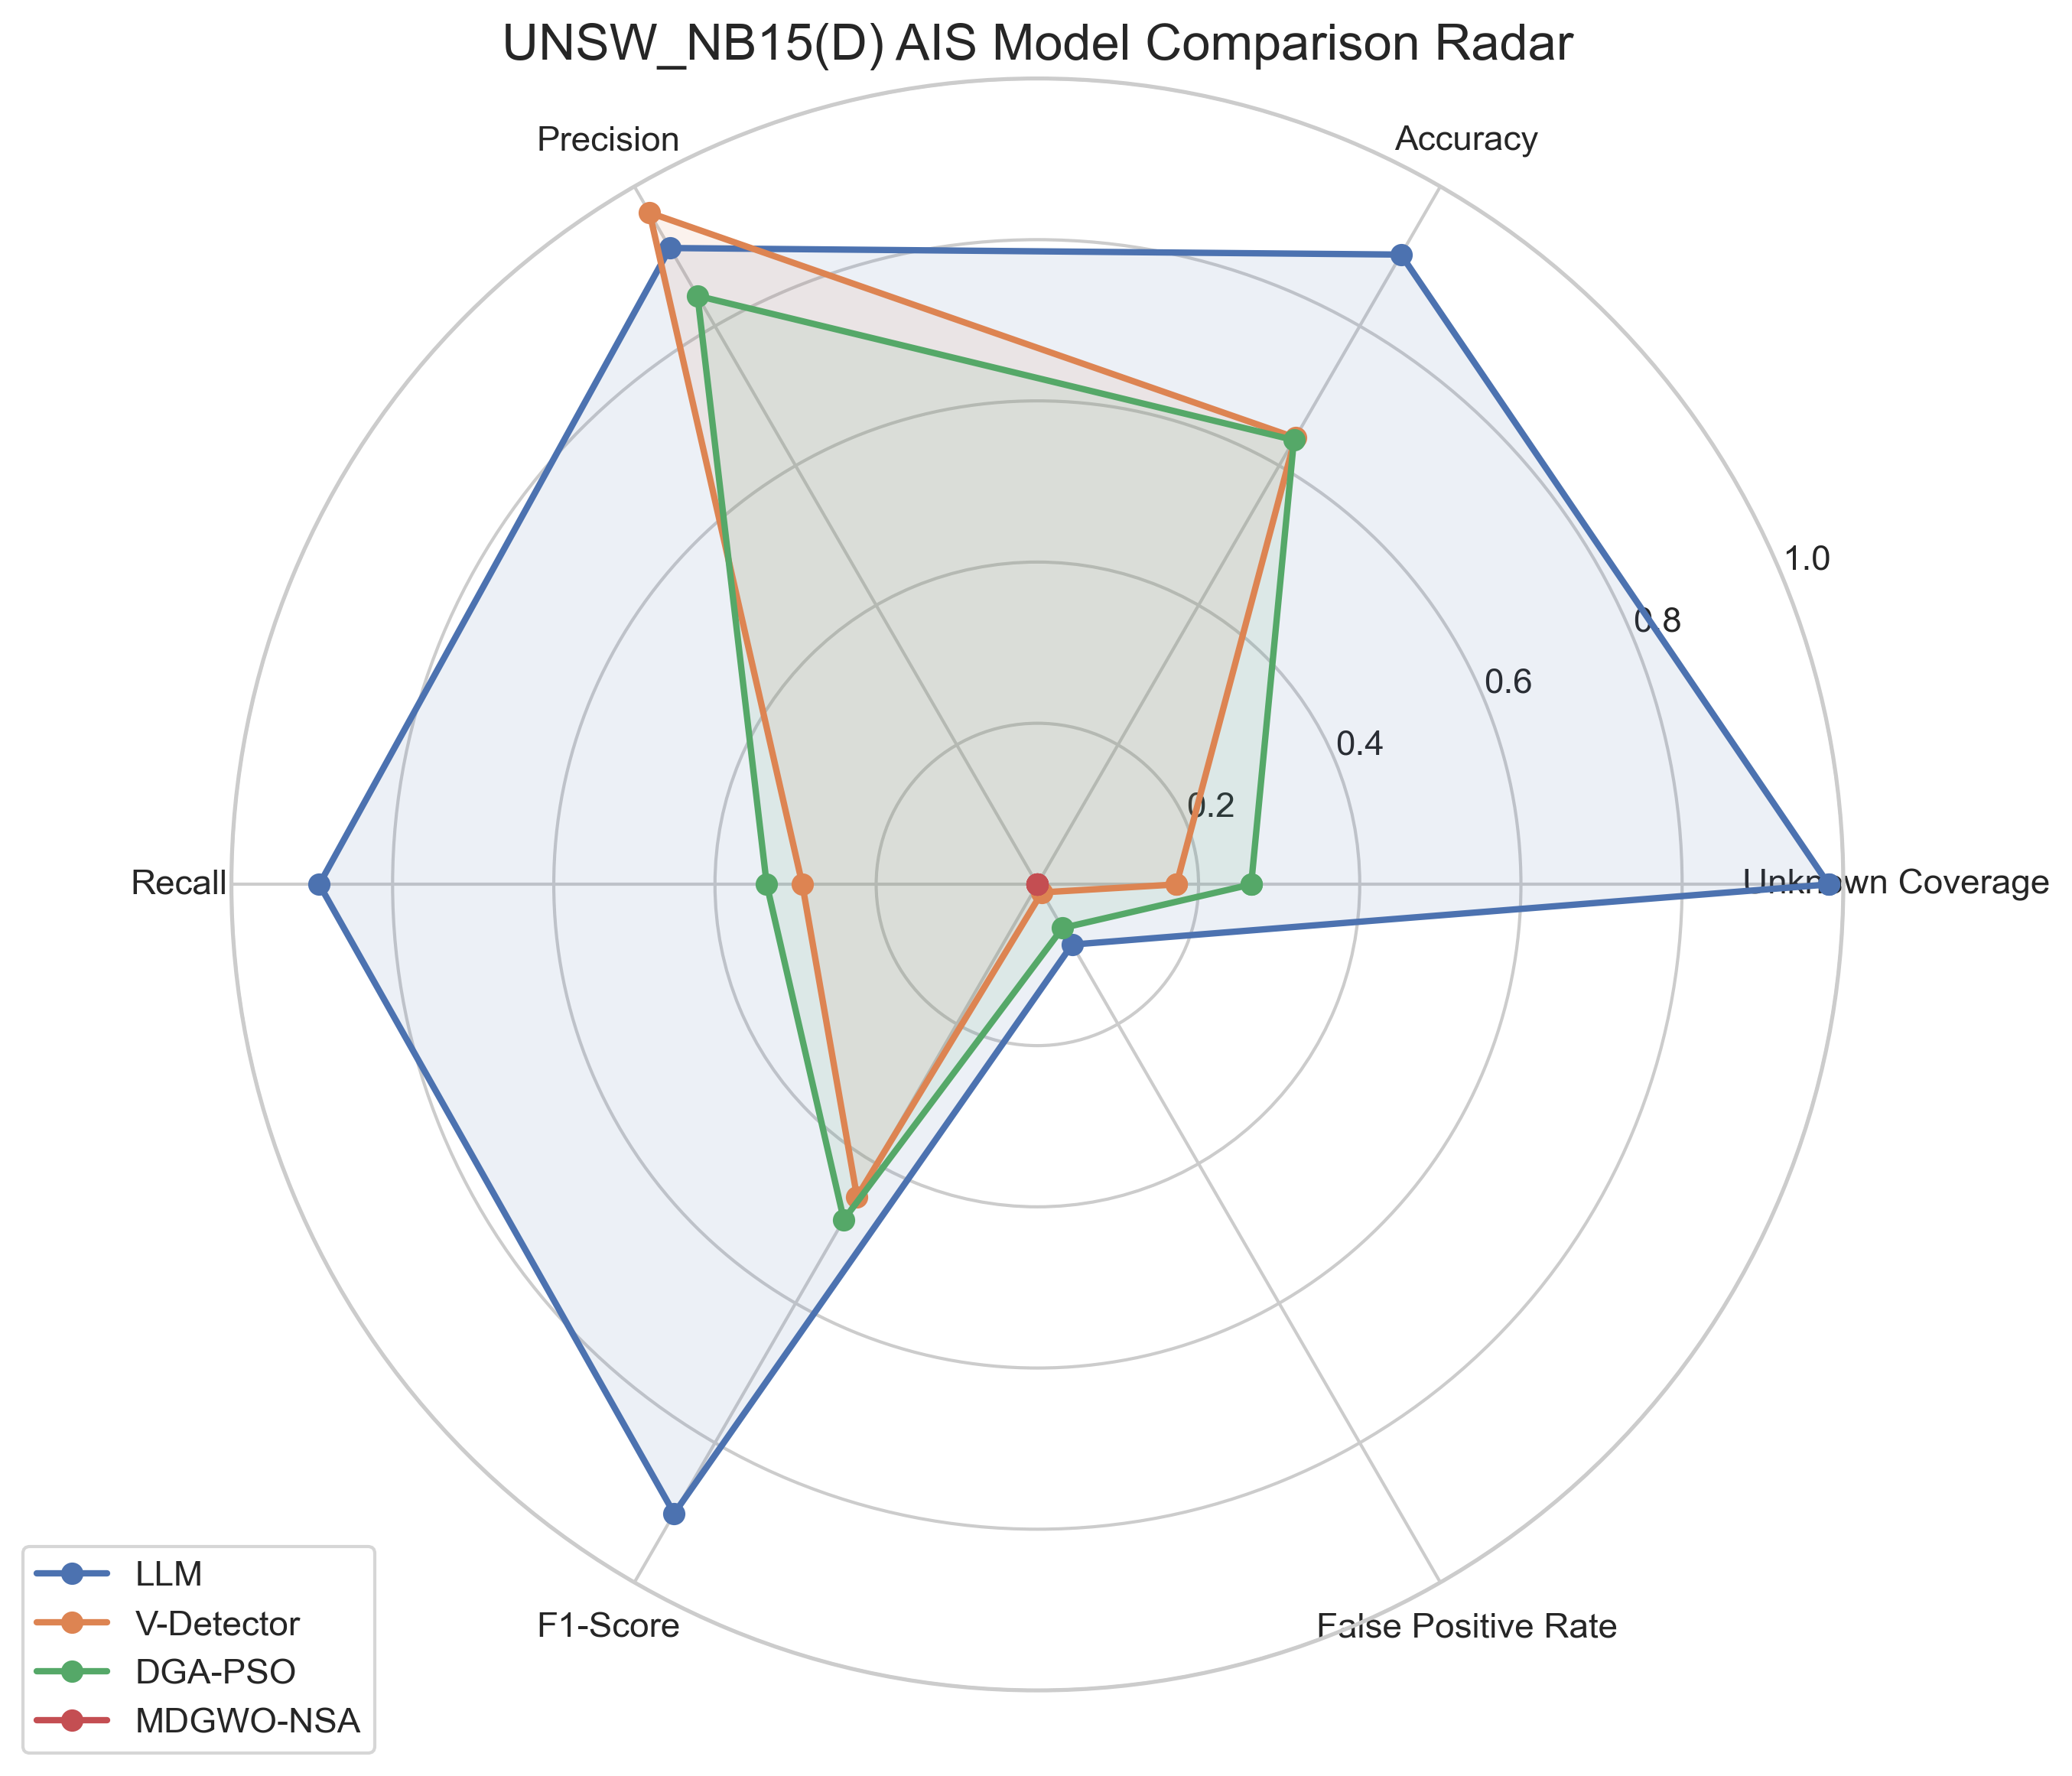 UNSW_NB15(D) AIS Model Comparison Radar
Precision
Accuracy
1.0
0.8
0.6
0.4
0.2
Recall
Unknown Coverage
F1-Score
False Positive Rate
LLM
V-Detector
DGA-PSO
MDGWO-NSA